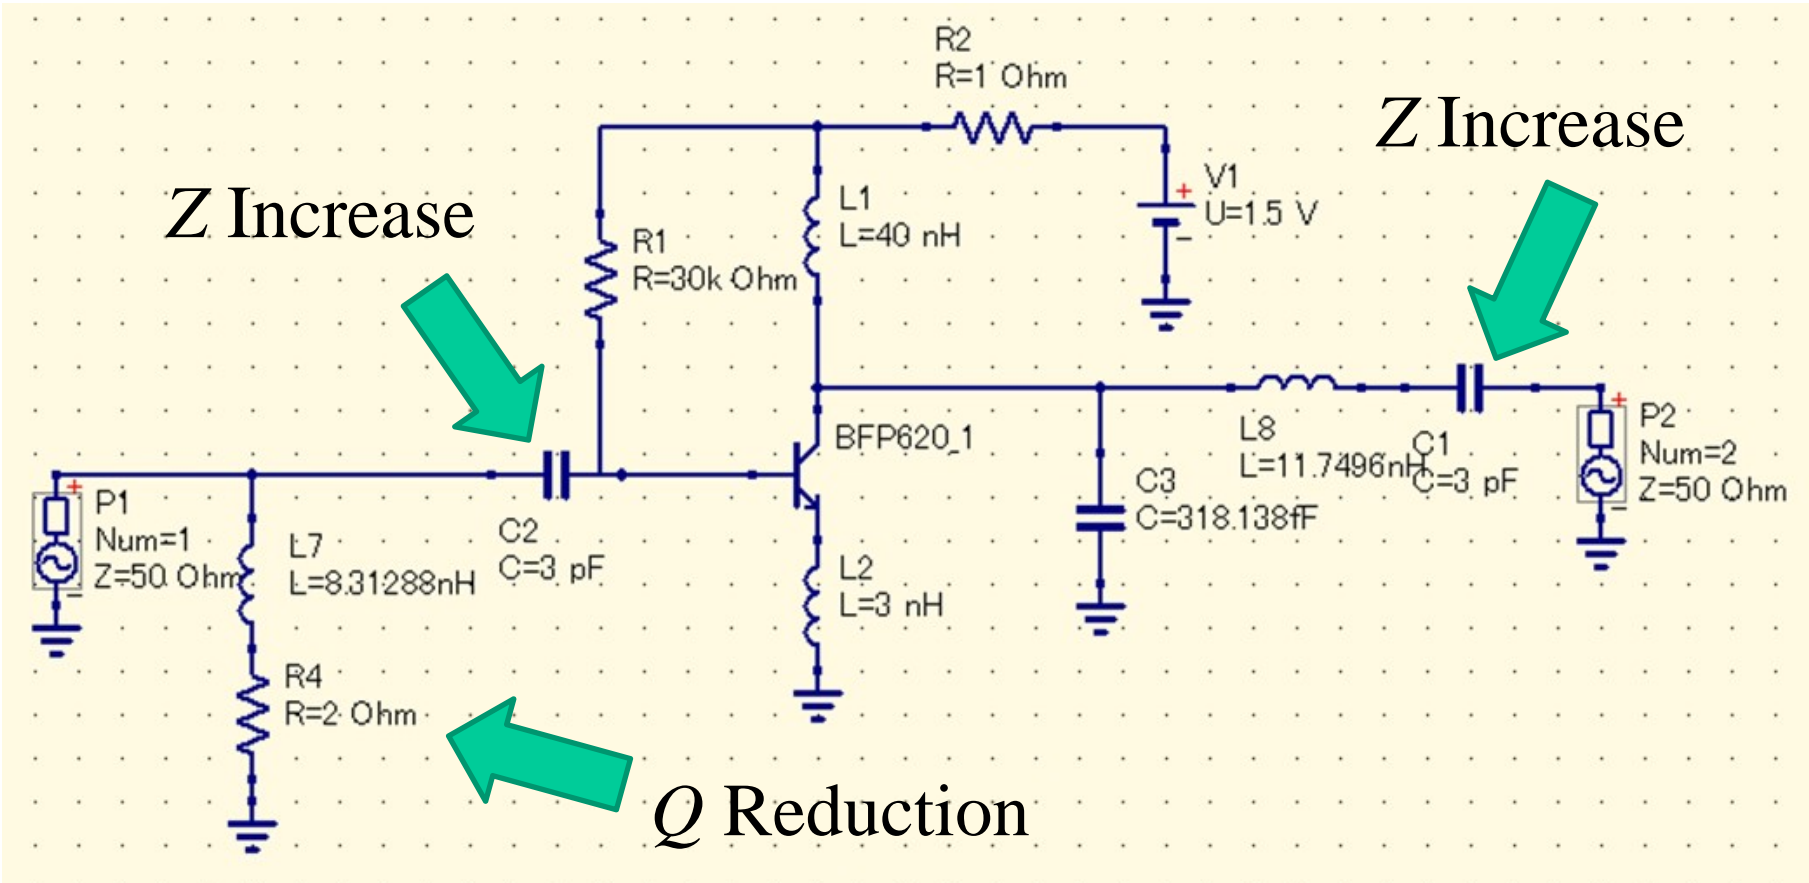 R2
R=1 Ohm
Z Increase
Z Increase
V1
U=1.5 V
+
−
L1
L=40 nH
R1
R=30k Ohm
BFP620_1
L8
L=11.7496nH
C1
C=3 pF
+
P2
Num=2
Z=50 Ohm
−
C3
C=318.138fF
+
P1
Num=1
Z=50 Ohm
−
C2
C=3 pF
L7
L=8.31288nH
L2
L=3 nH
R4
R=2 Ohm
Q Reduction